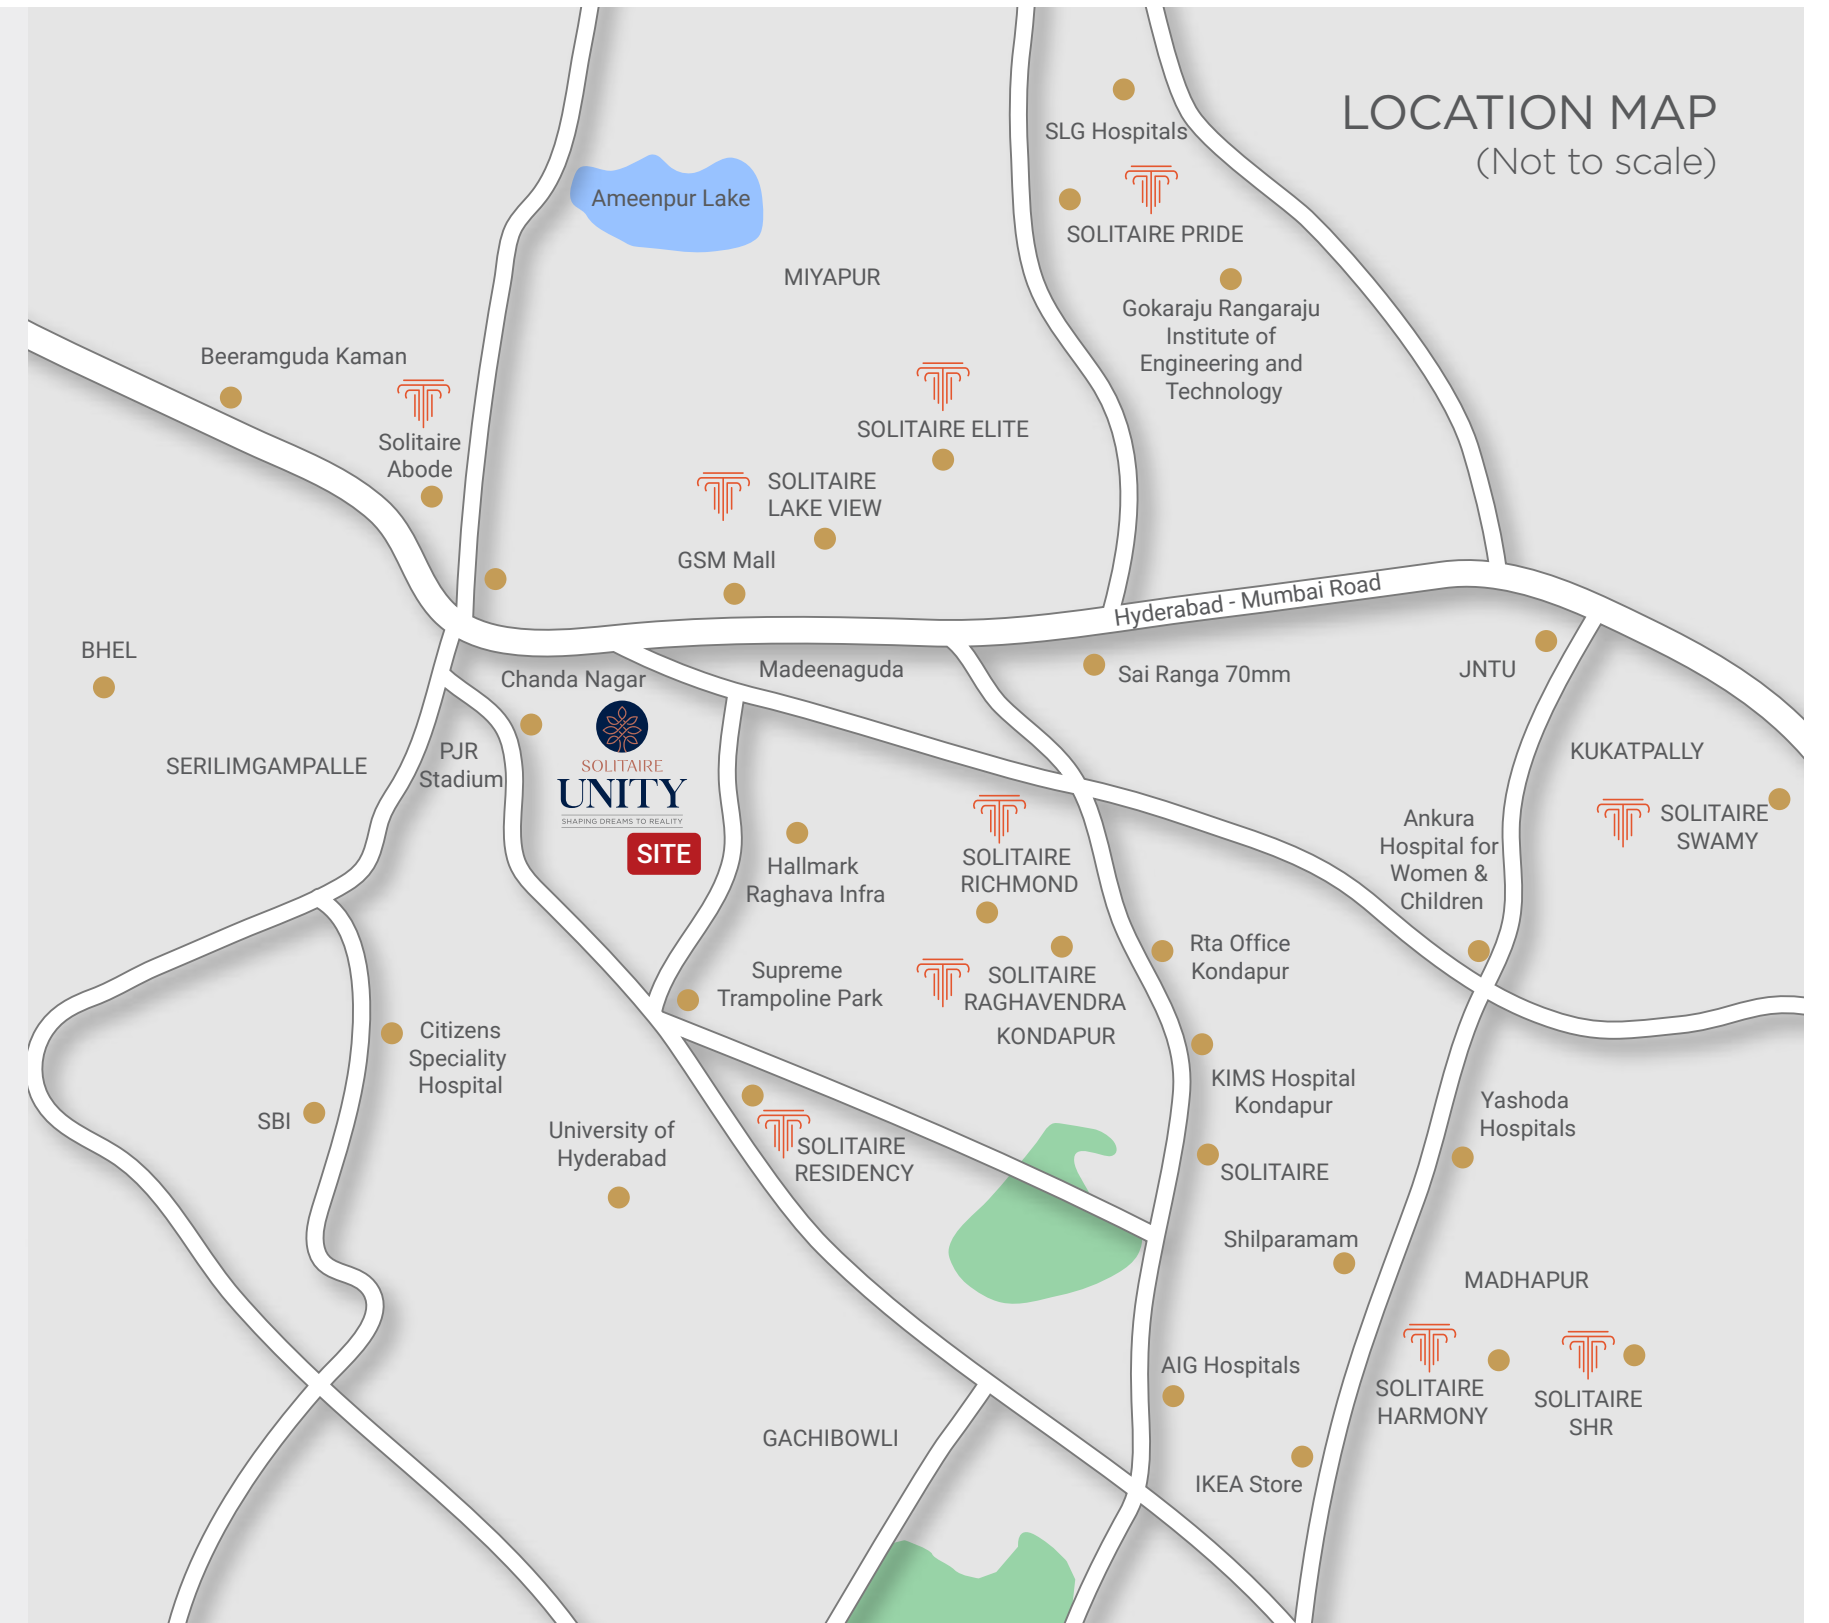 LOCATION MAP
(Not to scale)
SLG Hospitals
Ameenpur Lake
SOLITAIRE PRIDE
MIYAPUR
Gokaraju Rangaraju
Institute of
Engineering and
Technology
Beeramguda Kaman
Solitaire
Abode
SOLITAIRE ELITE
SOLITAIRE
LAKE VIEW
GSM Mall
Hyderabad - Mumbai Road
BHEL
Chanda Nagar
Madeenaguda
Sai Ranga 70mm
JNTU
SERILIMGAMPALLE
PJR
Stadium
SOLITAIRE
UNITY
SHAPING DREAMS TO REALITY
SITE
KUKATPALLY
SOLITAIRE
SWAMY
Ankura
Hospital for
Women &
Children
Hallmark
Raghava Infra
SOLITAIRE
RICHMOND
Rta Office
Kondapur
Supreme
Trampoline Park
SOLITAIRE
RAGHAVENDRA
KONDAPUR
Citizens
Speciality
Hospital
KIMS Hospital
Kondapur
SBI
University of
Hyderabad
SOLITAIRE
RESIDENCY
Yashoda
Hospitals
SOLITAIRE
Shilparamam
MADHAPUR
AIG Hospitals
SOLITAIRE
HARMONY
SOLITAIRE
SHR
GACHIBOWLI
IKEA Store